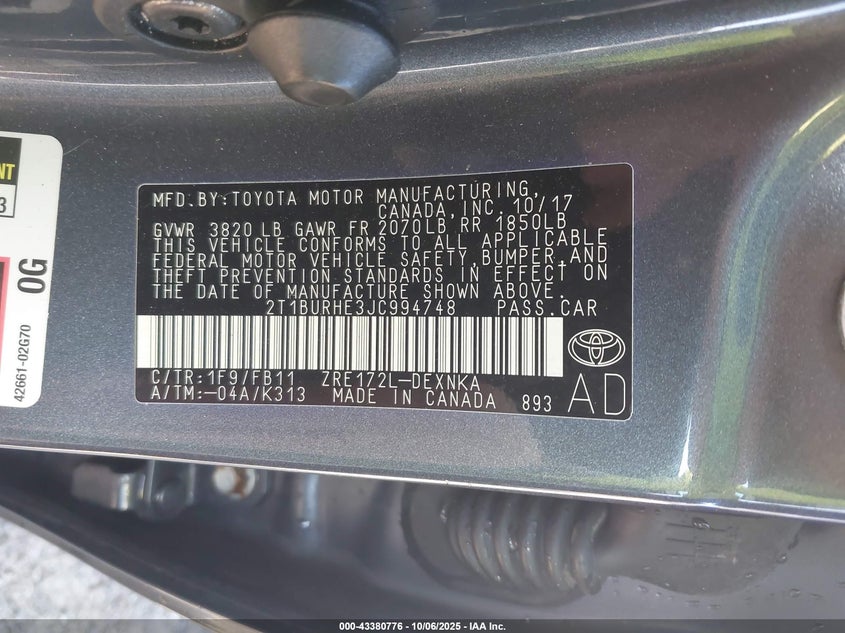 NT
3
0G
42661-02G70
MFD.BY:TOYOTA MOTOR MANUFACTURING,
CANADA,INC. 10/17
GVWR 3820 LB GAWR FR 2070LB RR 1850LB
THIS VEHICLE CONFORMS TO ALL APPLICABLE
FEDERAL MOTOR VEHICLE SAFETY,BUMPER,AND
THEFT PREVENTION STANDARDS IN EFFECT ON
THE DATE OF MANUFACTURE SHOWN ABOVE.
2T1BURHE3JC994748 PASS.CAR
C/TR:1F9/FB11 ZRE172L-DEXNKA
A/TM:-04A/K313 MADE IN CANADA 893
AD
000-43380776 - 10/06/2025 - IAA Inc.